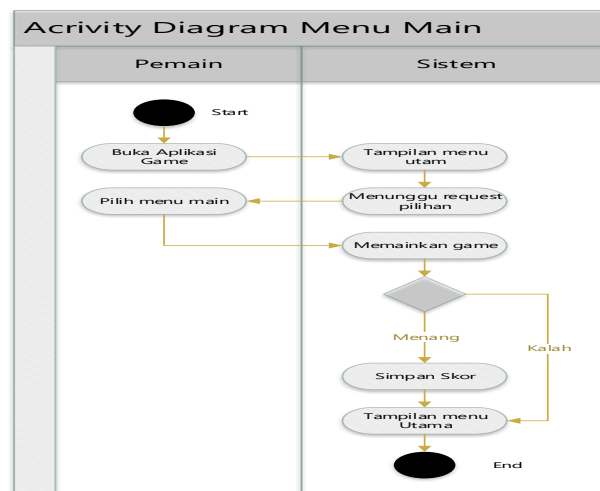 Acrivity Diagram Menu Main
Pemain
Sistem
Start
Buka Aplikasi
Game
Tampilan menu
utam
Pilih menu main
Menunggu request
pilihan
Memainkan game
Menang
Kalah
Simpan Skor
Tampilan menu
Utama
End